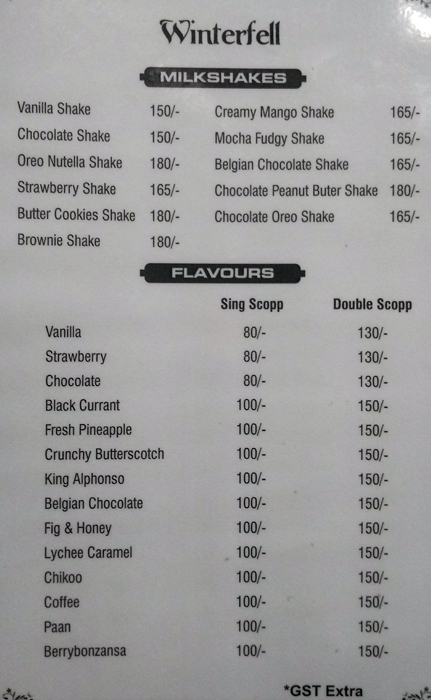 Winterfell
MILKSHAKES
Vanilla Shake 150/- Creamy Mango Shake 165/-
Chocolate Shake 150/- Mocha Fudgy Shake 165/-
Oreo Nutella Shake 180/- Belgian Chocolate Shake 165/-
Strawberry Shake 165/- Chocolate Peanut Buter Shake 180/-
Butter Cookies Shake 180/- Chocolate Oreo Shake 165/-
Brownie Shake 180/-
FLAVOURS
Sing Scopp Double Scopp
Vanilla 80/- 130/-
Strawberry 80/- 130/-
Chocolate 80/- 130/-
Black Currant 100/- 150/-
Fresh Pineapple 100/- 150/-
Crunchy Butterscotch 100/- 150/-
King Alphonso 100/- 150/-
Belgian Chocolate 100/- 150/-
Fig & Honey 100/- 150/-
Lychee Caramel 100/- 150/-
Chikoo 100/- 150/-
Coffee 100/- 150/-
Paan 100/- 150/-
Berrybonzansa 100/- 150/-
*GST Extra